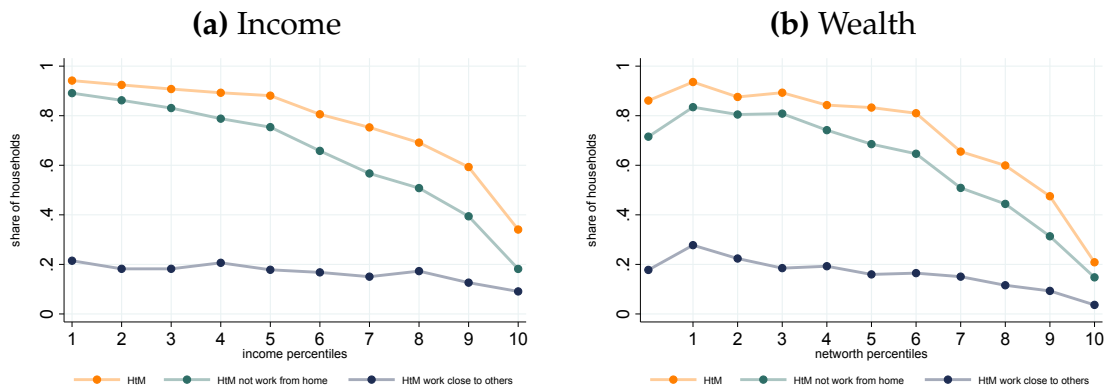 (a) Income
share of households
1
.8
.6
.4
.2
0
1 2 3 4 5 6 7 8 9 10
income percentiles
HtM HtM not work from home HtM work close to others
(b) Wealth
share of households
1
.8
.6
.4
.2
0
1 2 3 4 5 6 7 8 9 10
networth percentiles
HtM HtM not work from home HtM work close to others